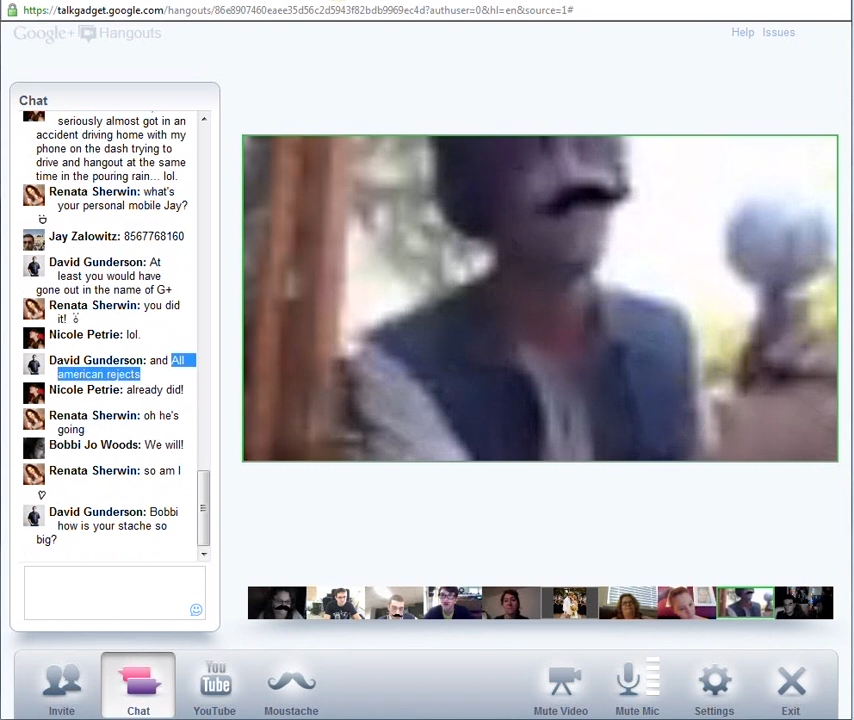 https://talkgadget.google.com/hangouts/86e8907460eaee35d56c2d5943f82bdb9969ec4d?authuser=0&hl=en&source=1#
Google+ Hangouts
Help Issues
Chat
seriously almost got in an
accident driving home with my
phone on the dash trying to
drive and hangout at the same
time in the pouring rain... lol.
Renata Sherwin: what's
your personal mobile Jay?
Jay Zalowitz: 8567768160
David Gunderson: At
least you would have
gone out in the name of G+
Renata Sherwin: you did
it!
Nicole Petrie: lol.
David Gunderson: and All
american rejects
Nicole Petrie: already did!
Renata Sherwin: oh he's
going
Bobbi Jo Woods: We will!
Renata Sherwin: so am I
David Gunderson: Bobbi
how is your stache so
big?
You
Tube
Invite
Chat
YouTube
Moustache
Mute Video
Mute Mic
Settings
Exit